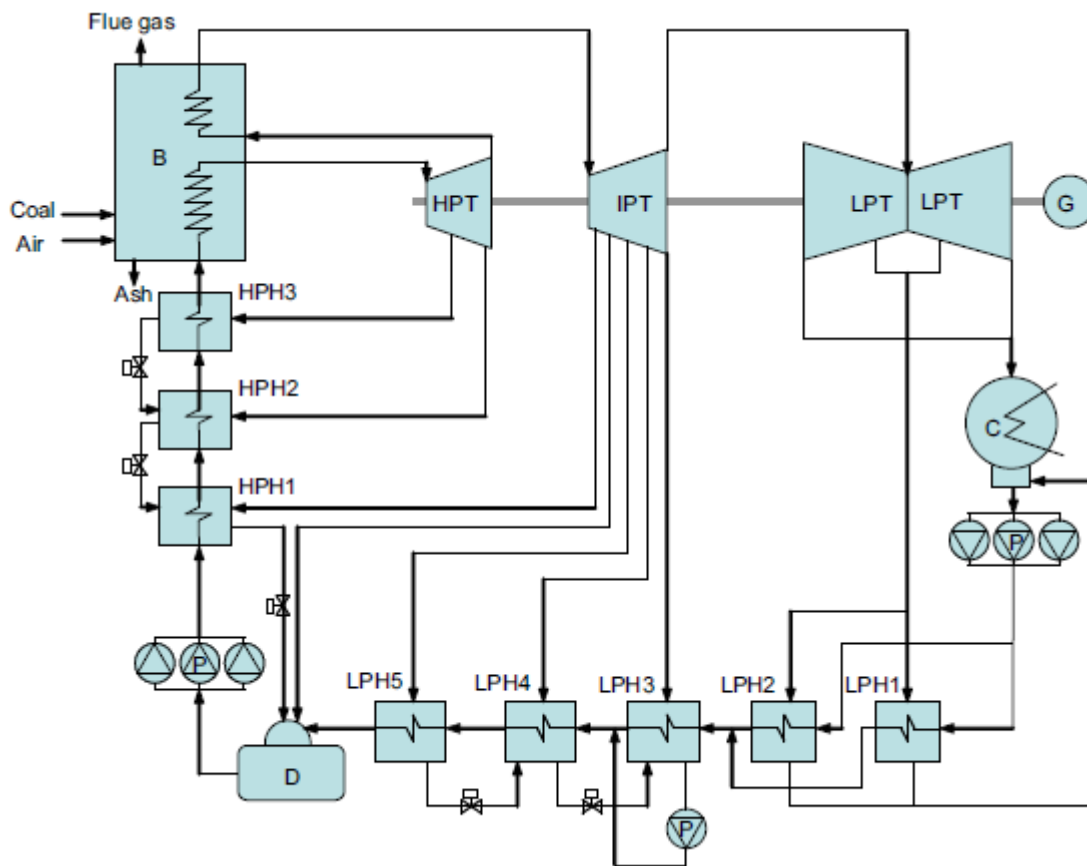 Flue gas
B
HPT
IPT
LPT
LPT
G
Coal
Air
Ash
HPH3
HPH2
C
HPH1
P
P
LPH5
LPH4
LPH3
LPH2
LPH1
D
P